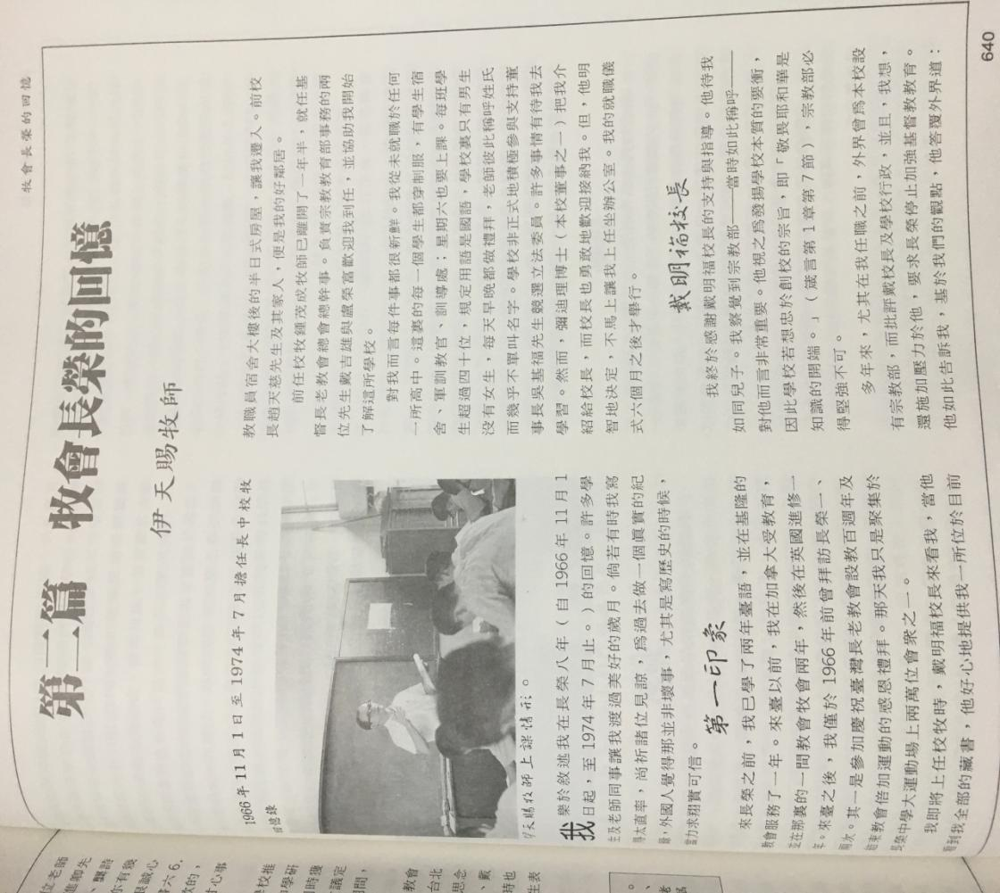 牧會長榮的回憶
第二篇 牧會長榮的回憶
伊天賜牧師
1966年11月1日至1974年7月擔任長中校牧
回憶錄
伊天賜牧師上課情形。
我樂於敘述我在長榮八年(自1966年11月1
日起,至1974年7月止。)的回憶。許多學
生及老師同事讓我渡過美好的歲月。倘若有時我寫
得太直率,尚祈諸位見諒,爲過去做一個眞實的紀
錄,外國人覺得那並非壞事,尤其是寫歷史的時候,
當力求翔實可信。
第一印象
來長榮之前,我已學了兩年臺語,並在基隆的
教會服務了一年。來臺以前,我在加拿大受教育,
並在那裏的一間教會牧會兩年,然後在英國進修一
年。來臺之後,我僅於1966年前曾拜訪長榮一、
兩次。其一是參加慶祝臺灣長老教會設教百週年及
結束教會倍加運動的感恩禮拜。那天我只是聚集於
長榮中學大運動場上兩萬位會衆之一。
我即將上任校牧時,戴明福校長來看我,當他
看到我全部的藏書,他好心地提供我一所位於目前
教職員宿舍大樓後的半日式房屋,讓我遷入。前校
長趙天慈先生及其家人,便是我的好鄰居。
前任校牧鍾茂成牧師已離開了一年半,就任基
督長老教會總會總幹事。負責宗教教育部事務的兩
位先生戴吉雄與盧榮富歡迎我到任,並協助我開始
了解這所學校。
對我而言每件事都很新鮮。我從未就職於任何
一所高中。這裏的每一個學生都穿制服,有學生宿
舍、軍訓教官、訓導處;星期六也要上課。每班學
生超過四十位,規定用語是國語,學校裏只有男生
没有女生,每天早晚都做禮拜,老師彼此稱呼姓氏
而幾乎不單叫名字。學校非正式地積極參與支持董
事長吳基福先生競選立法委員。許多事情有待我去
學習。然而,彌迪理博士(本校董事之一)把我介
紹給校長,而校長也勇敢地歡迎接納我。但,他明
智地決定,不馬上讓我上任坐辦公室。我的就職儀
式六個月之後才舉行。
戴明福校長
我終於感謝戴明福校長的支持與指導。他待我
如同兒子。我察覺到宗教部——當時如此稱呼——
對他而言非常重要。他視之爲發揚學校本質的要衝,
因此學校若想忠於創校的宗旨,即「敬畏耶和華是
知識的開端。」(箴言第1章第7節),宗教部必
得堅強不可。
多年來,尤其在我任職之前,外界曾爲本校設
有宗教部,而批評戴校長及學校行政,並且,我想,
還施加壓力於他,要求長榮停止加強基督教教育。
他如此告訴我,基於我們的觀點,他答覆外界道:
640